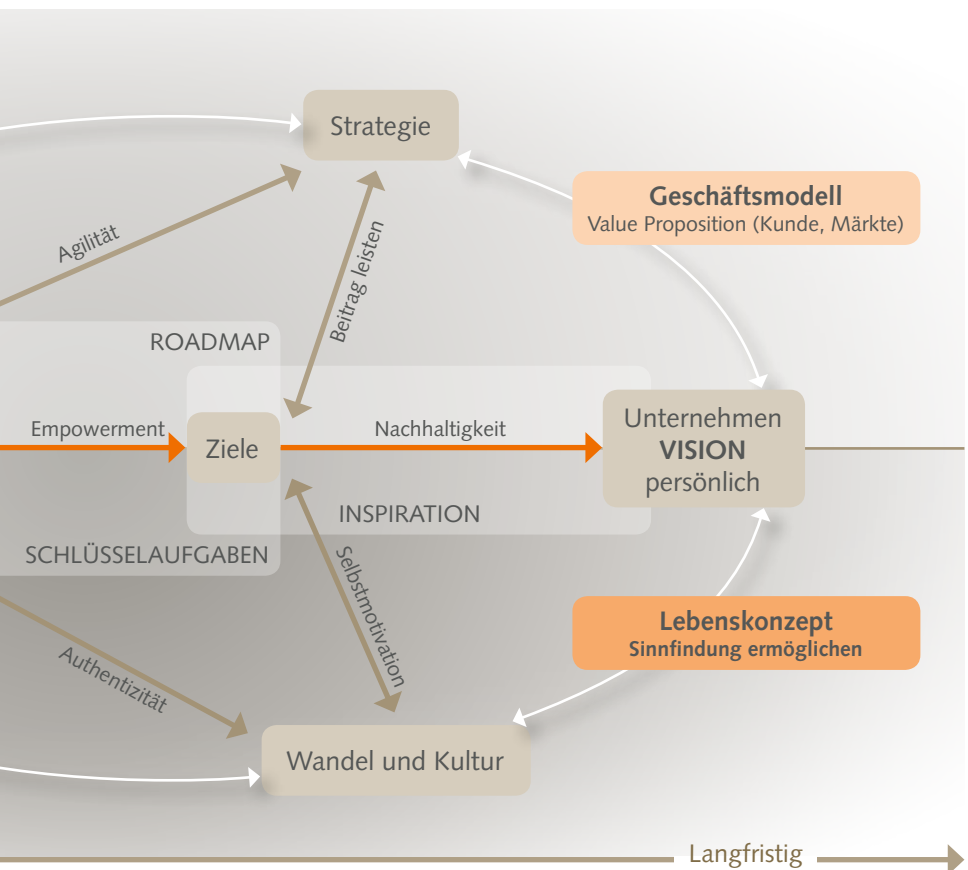 Strategie
Geschäftsmodell
Value Proposition (Kunde, Märkte)
Agilität
Beitrag leisten
ROADMAP
Empowerment
Ziele
Nachhaltigkeit
Unternehmen
VISION
persönlich
INSPIRATION
SCHLÜSSELAUFGABEN
Selbstmotivation
Lebenskonzept
Sinnfindung ermöglichen
Authentizität
Wandel und Kultur
Langfristig